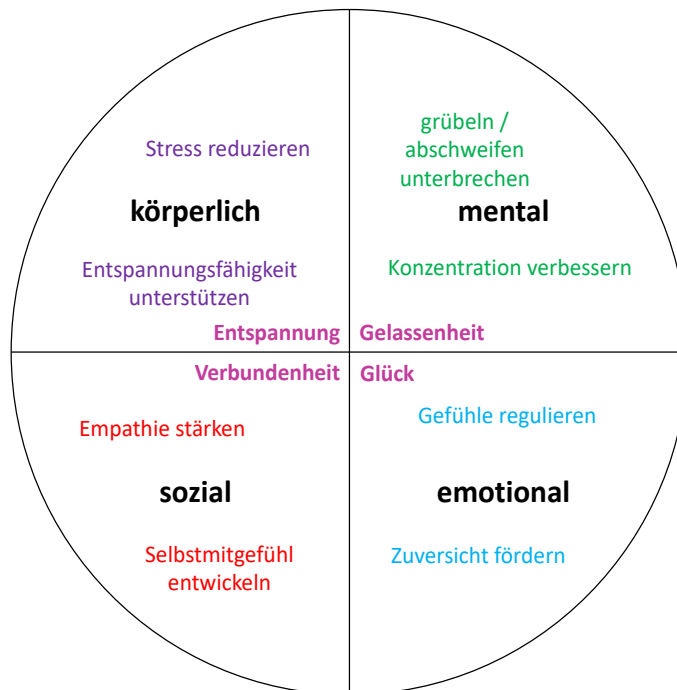 Stress reduzieren
körperlich
Entspannungsfähigkeit
unterstützen
Entspannung
grübeln /
abschweifen
unterbrechen
mental
Konzentration verbessern
Gelassenheit
Verbundenheit
Empathie stärken
sozial
Selbstmitgefühl
entwickeln
Glück
Gefühle regulieren
emotional
Zuversicht fördern